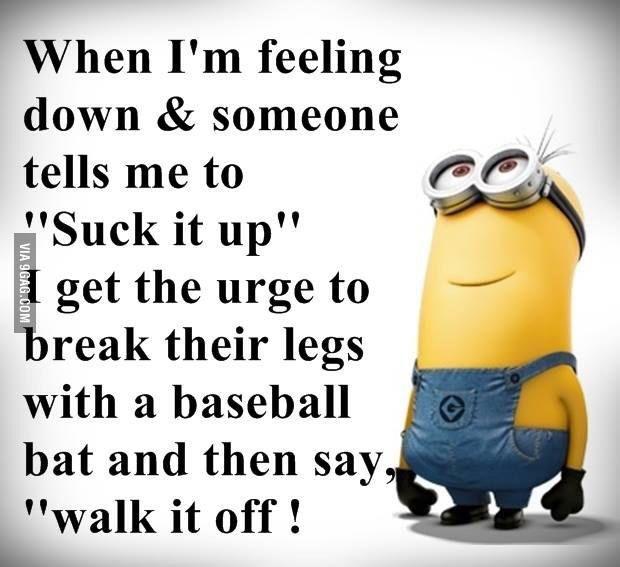 When I'm feeling
down & someone
tells me to
"Suck it up"
I get the urge to
break their legs
with a baseball
bat and then say,
"walk it off !
VIA 9GAG.COM